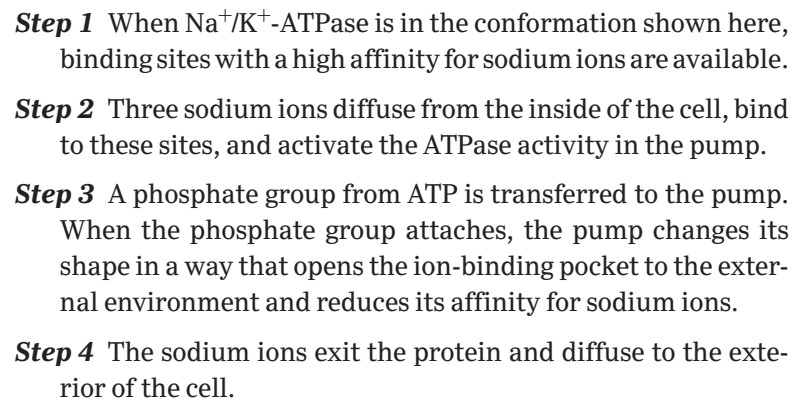 Step 1 When Na⁺/K⁺-ATPase is in the conformation shown here,
binding sites with a high affinity for sodium ions are available.
Step 2 Three sodium ions diffuse from the inside of the cell, bind
to these sites, and activate the ATPase activity in the pump.
Step 3 A phosphate group from ATP is transferred to the pump.
When the phosphate group attaches, the pump changes its
shape in a way that opens the ion-binding pocket to the exter-
nal environment and reduces its affinity for sodium ions.
Step 4 The sodium ions exit the protein and diffuse to the exte-
rior of the cell.